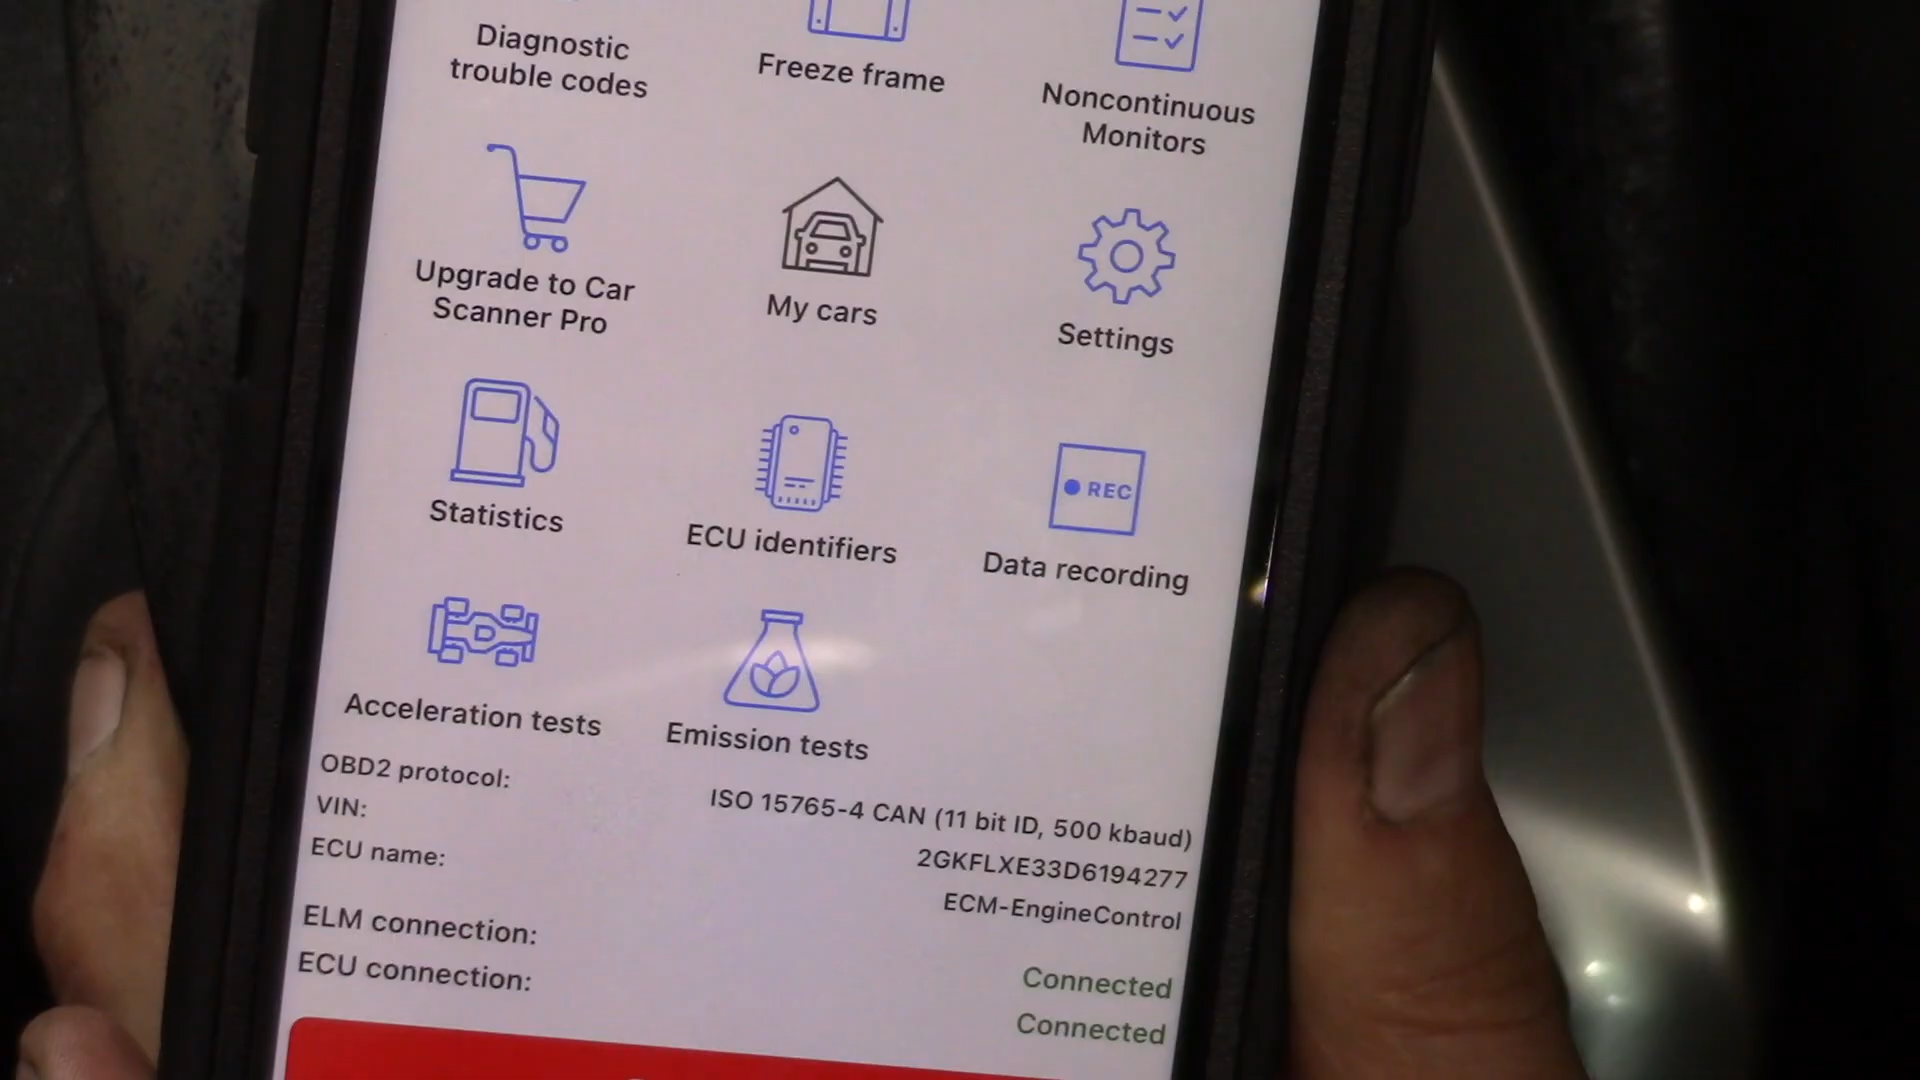 Diagnostic
trouble codes
Freeze frame
Noncontinuous
Monitors
Upgrade to Car
Scanner Pro
My cars
Settings
REC
Statistics
ECU identifiers
Data recording
Acceleration tests
Emission tests
OBD2 protocol:
ISO 15765-4 CAN (11 bit ID, 500 kbaud)
VIN:
2GKFLXE33D6194277
ECU name:
ECM-EngineControl
ELM connection:
Connected
ECU connection:
Connected